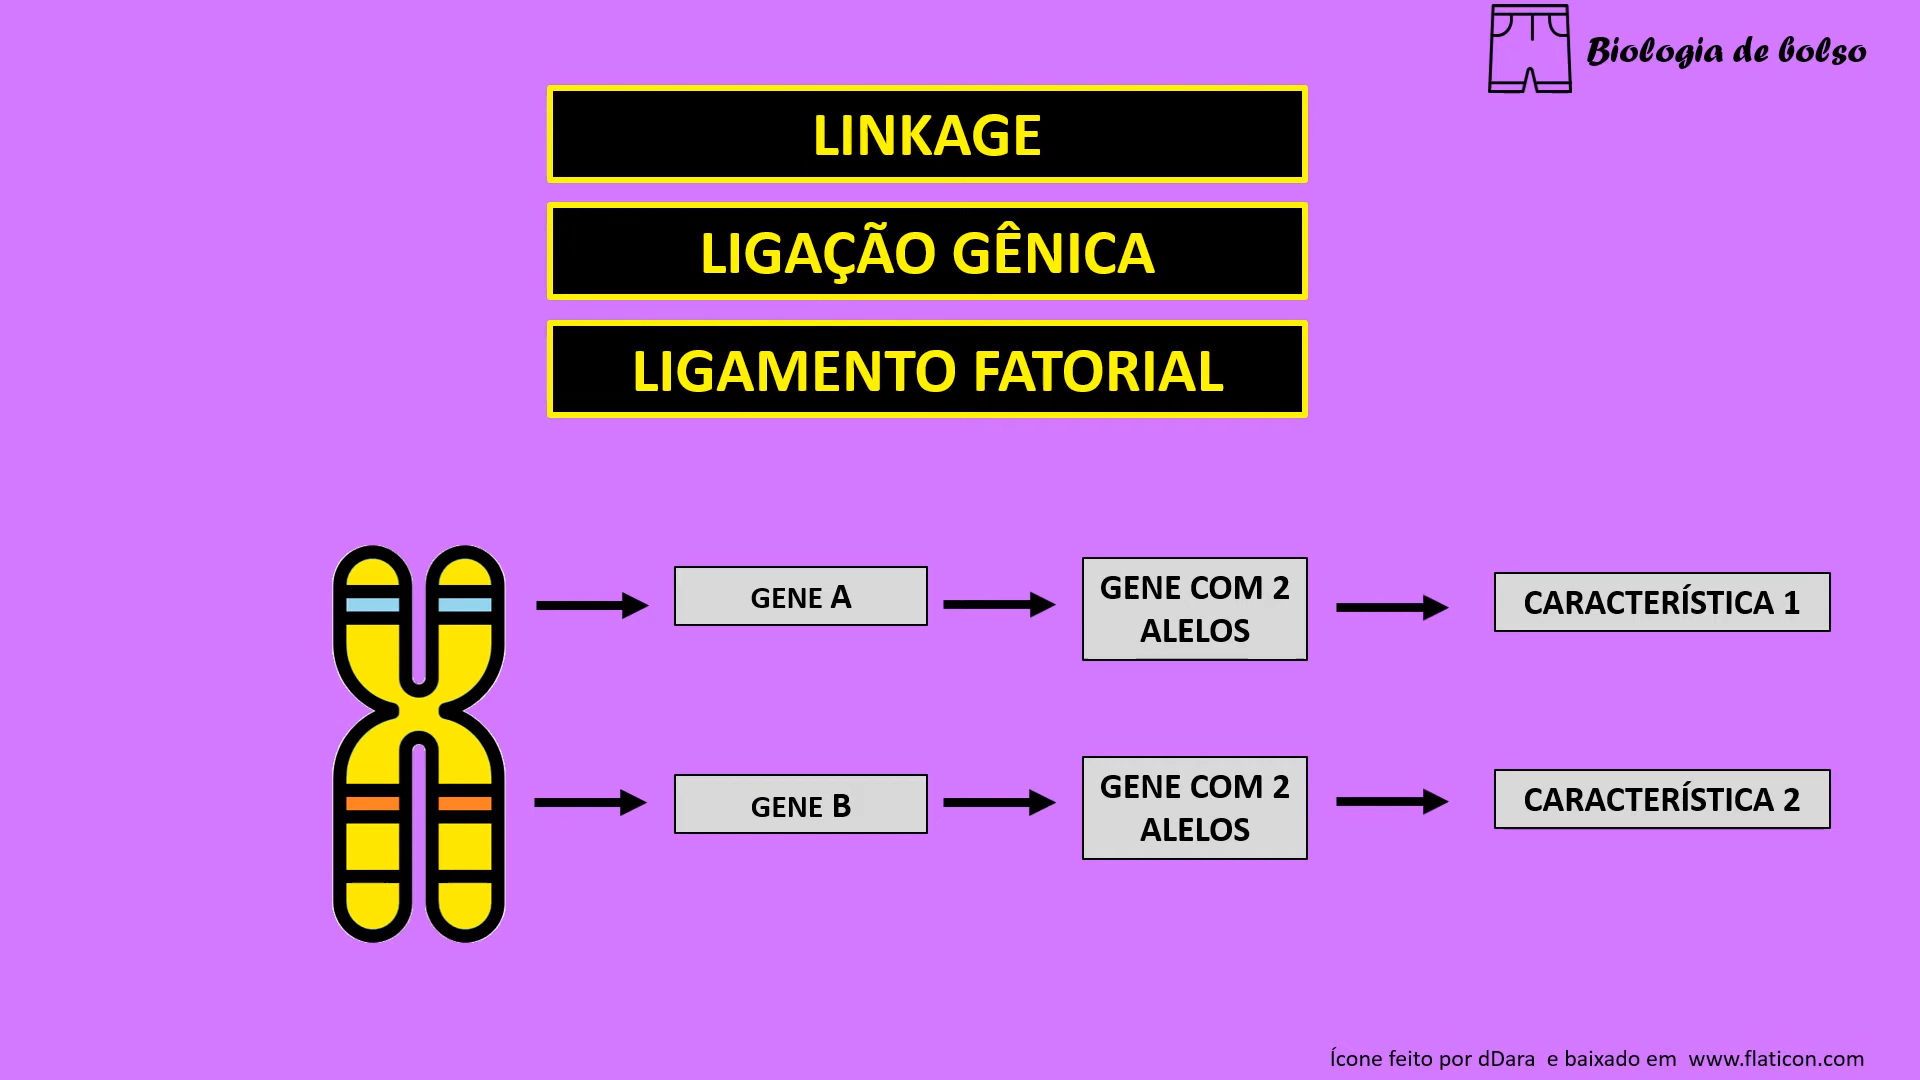 Biologia de bolso
LINKAGE
LIGAÇÃO GÊNICA
LIGAMENTO FATORIAL
GENE A
GENE COM 2
ALELOS
CARACTERÍSTICA 1
GENE B
GENE COM 2
ALELOS
CARACTERÍSTICA 2
Ícone feito por dDara e baixado em www.flaticon.com